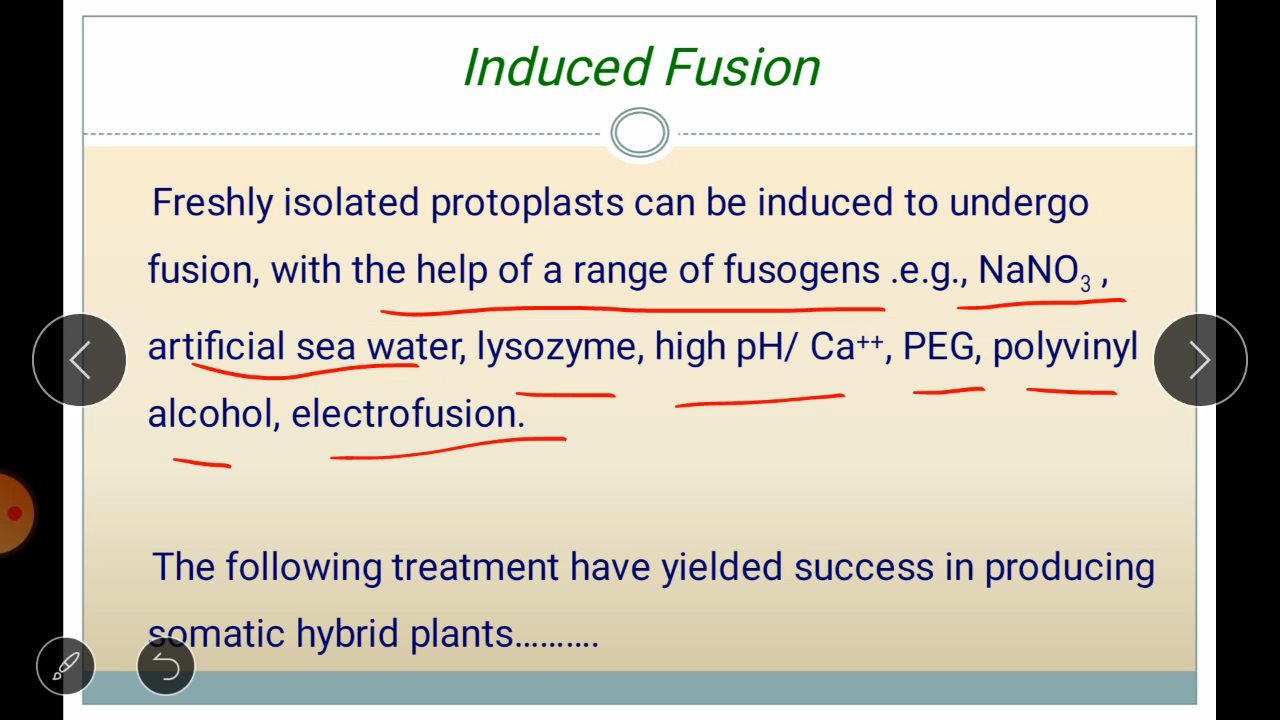 Induced Fusion
Freshly isolated protoplasts can be induced to undergo
fusion, with the help of a range of fusogens .e.g., NaNO₃ ,
artificial sea water, lysozyme, high pH/ Ca⁺⁺, PEG, polyvinyl
alcohol, electrofusion.
The following treatment have yielded success in producing
somatic hybrid plants……….